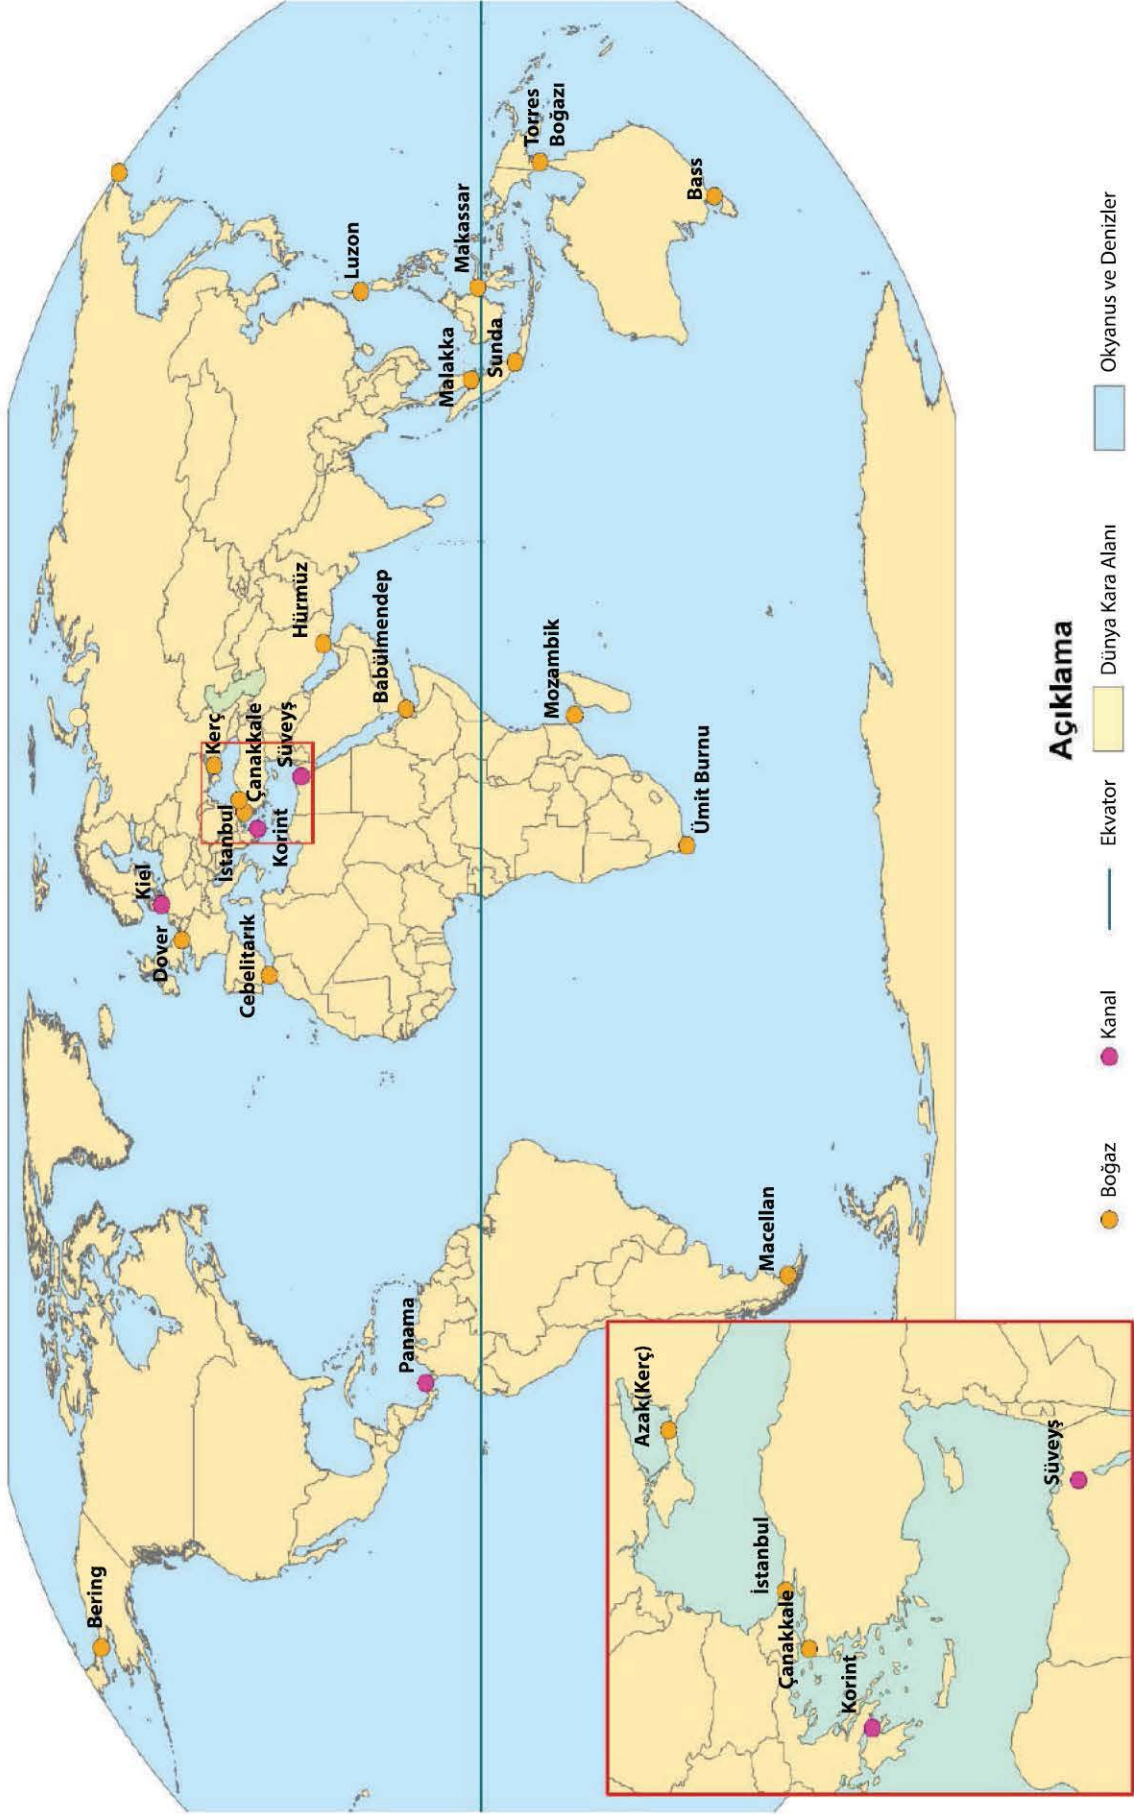 Bering
Panama
Macellan
Dover
Kiel
Cebelitarık
İstanbul
Korint
Kerç
Çanakkale
Süveyş
Hürmüz
Babülmendep
Mozambik
Ümit Burnu
Luzon
Malakka
Makassar
Sunda
Torres
Boğazı
Bass
Azak(Kerç)
İstanbul
Çanakkale
Korint
Süveyş
Açıklama
Boğaz
Kanal
Ekvator
Dünya Kara Alanı
Okyanus ve Denizler